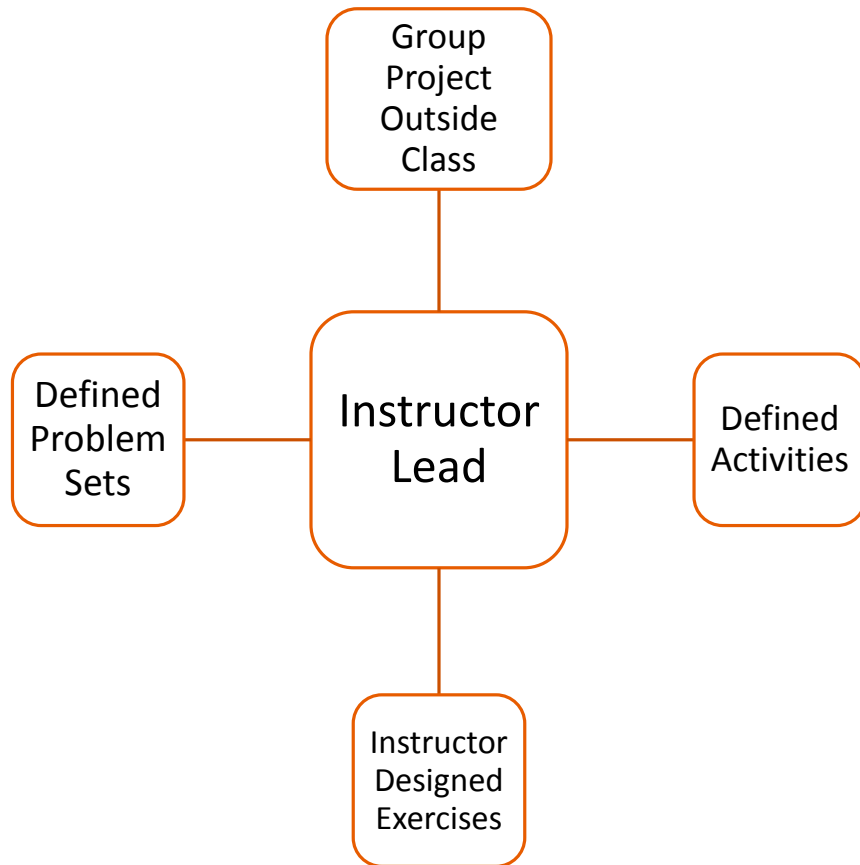 Group
Project
Outside
Class
Defined
Problem
Sets
Instructor
Lead
Defined
Activities
Instructor
Designed
Exercises